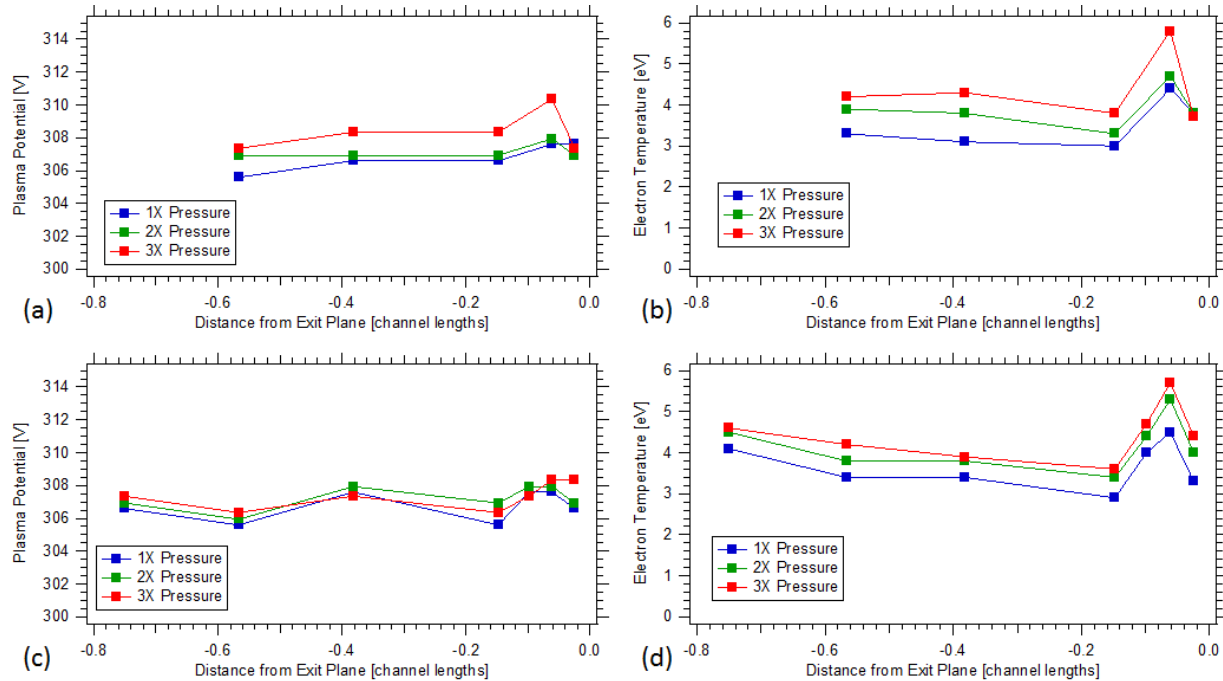 314
312
310
308
306
304
302
300
Plasma Potential [V]
1X Pressure
2X Pressure
3X Pressure
-0.8 -0.6 -0.4 -0.2 0.0
Distance from Exit Plane [channel lengths]
(a)
6
5
4
3
2
1
0
Electron Temperature [eV]
1X Pressure
2X Pressure
3X Pressure
-0.8 -0.6 -0.4 -0.2 0.0
Distance from Exit Plane [channel lengths]
(b)
314
312
310
308
306
304
302
300
Plasma Potential [V]
1X Pressure
2X Pressure
3X Pressure
-0.8 -0.6 -0.4 -0.2 0.0
Distance from Exit Plane [channel lengths]
(c)
6
5
4
3
2
1
0
Electron Temperature [eV]
1X Pressure
2X Pressure
3X Pressure
-0.8 -0.6 -0.4 -0.2 0.0
Distance from Exit Plane [channel lengths]
(d)